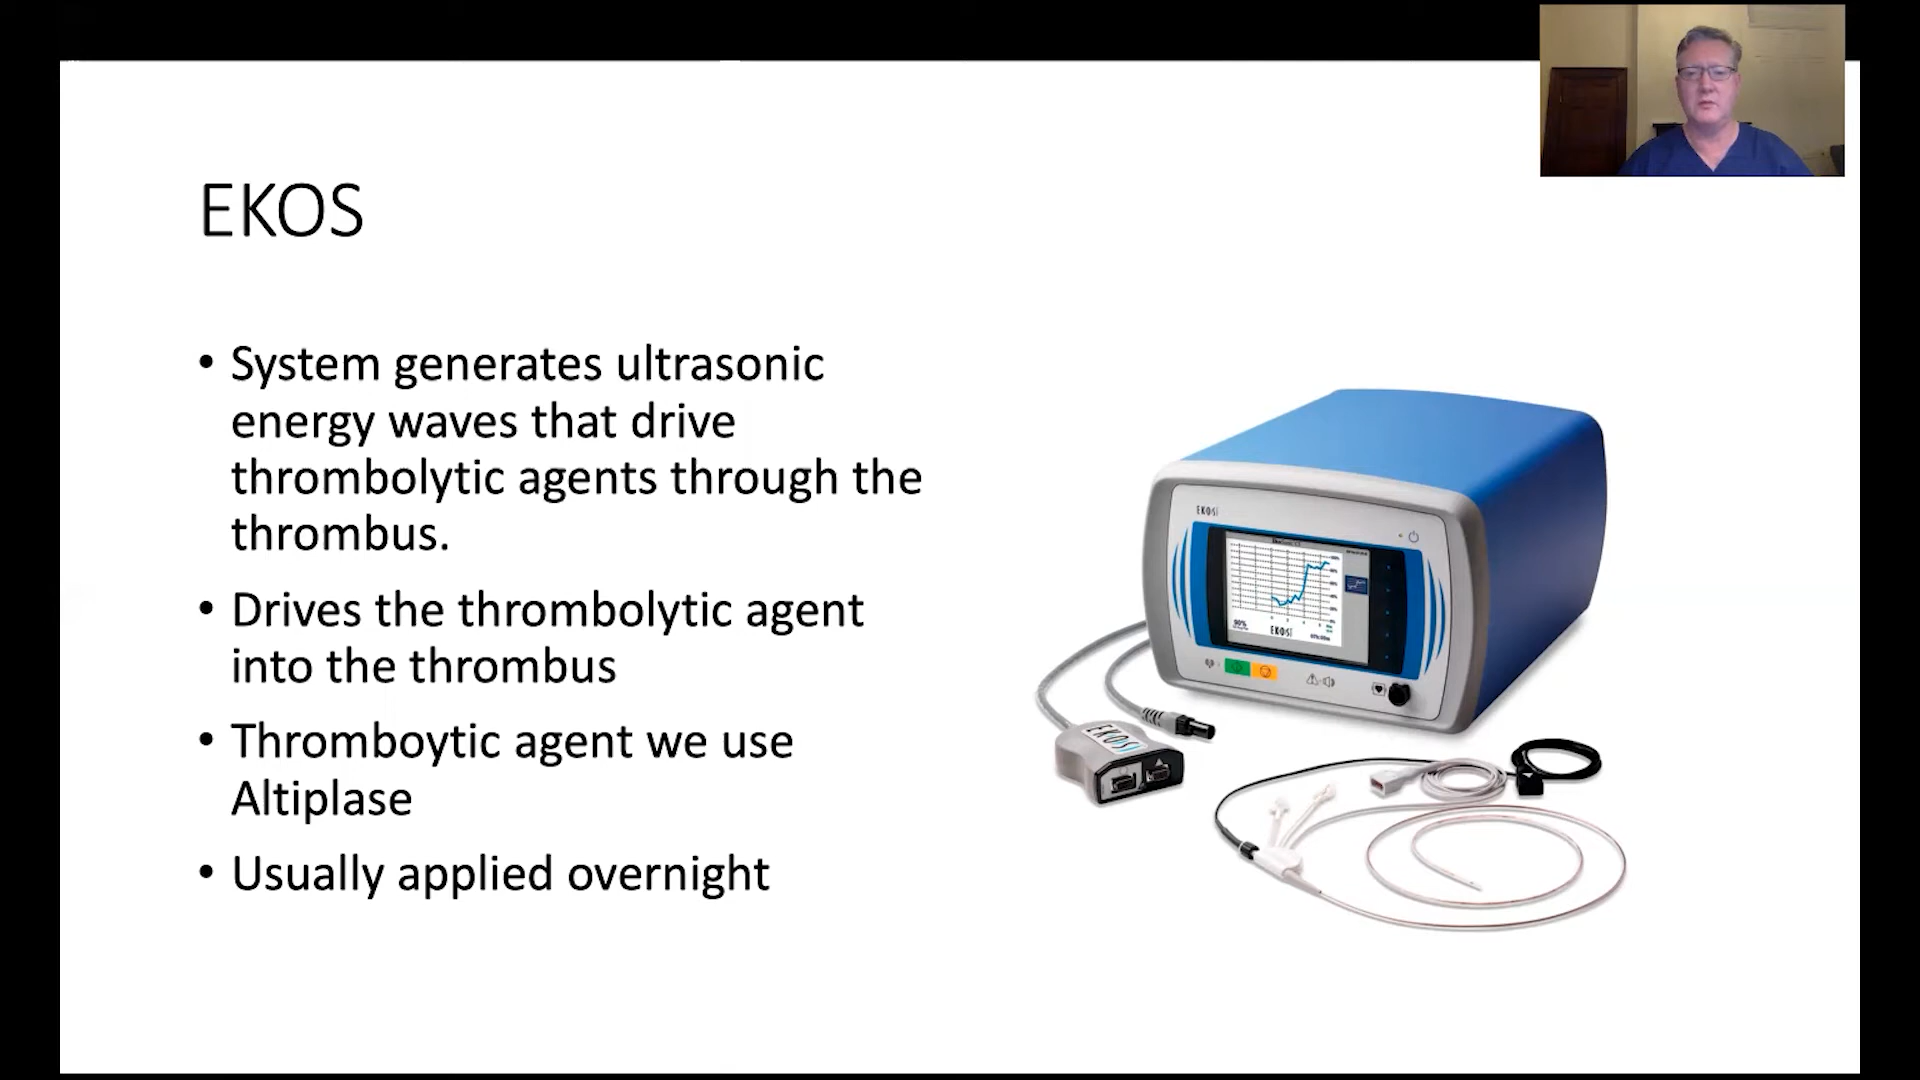 EKOS
• System generates ultrasonic
energy waves that drive
thrombolytic agents through the
thrombus.
• Drives the thrombolytic agent
into the thrombus
• Thromboytic agent we use
Altiplase
• Usually applied overnight
EKOS
EKOS
90%
EKOS